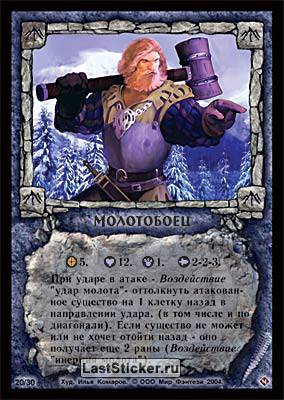 МОЛОТОБОЕЦ
5. 12. 1. 2-2-3.
При ударе в атаке - Воздействие
"удар молота" - оттолкнуть атакован-
ное существо на 1 клетку назад в
направлении удара. (в том числе и по
диагонали). Если существо не может
или не хочет отойти назад - оно
получает еще 2 раны (Воздействие
LastSticker.com
20/30 Худ. Илья Комаров. © ООО Мир Фэнтези 2004.